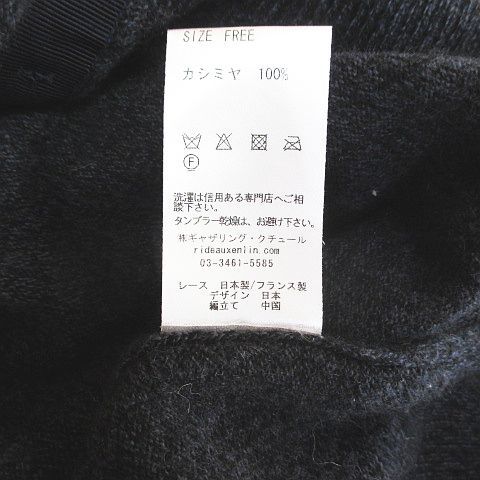 SIZE FREE
カシミヤ 100%
F
洗濯は信用ある専門店へご相
談下さい。
タンブラー乾燥は、お避け下さい。
㈱ギャザリング・クチュール
rideauxenlin.com
03-3461-5585
レース 日本製/フランス製
デザイン 日本
編立て 中国